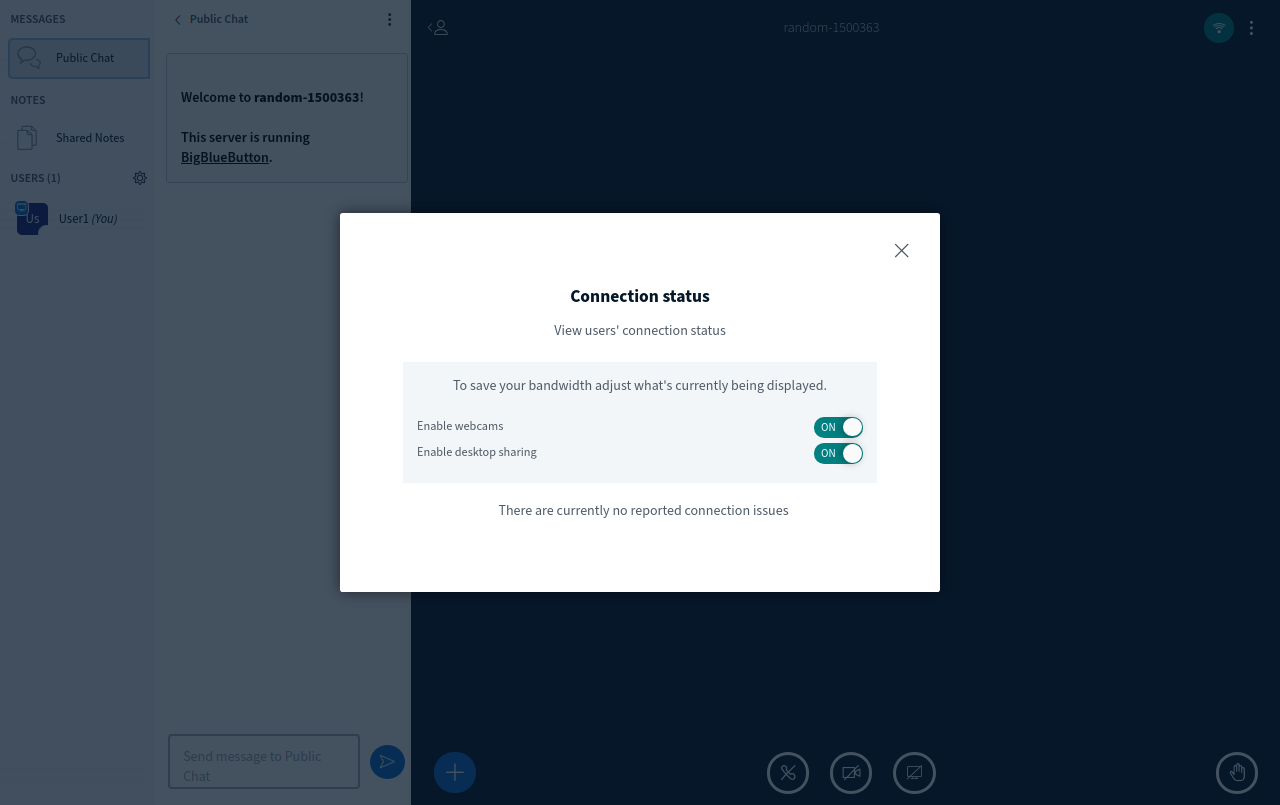 MESSAGES
Public Chat
NOTES
Shared Notes
USERS (1)
Us
User1 (You)
Public Chat
Welcome to random-1500363!
This server is running
BigBlueButton.
Send message to Public
Chat
random-1500363
Connection status
View users' connection status
To save your bandwidth adjust what's currently being displayed.
Enable webcams
ON
Enable desktop sharing
ON
There are currently no reported connection issues